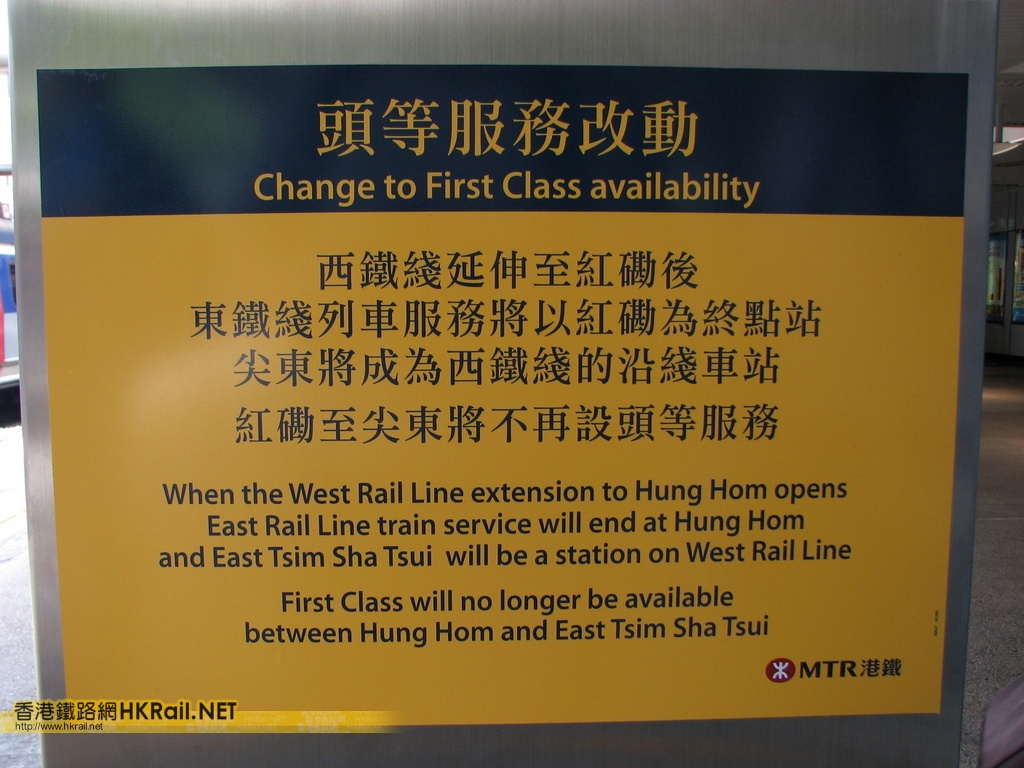 頭等服務改動
Change to First Class availability
西鐵綫延伸至紅磡後
東鐵綫列車服務將以紅磡為終點站
尖東將成為西鐵綫的沿綫車站
紅磡至尖東將不再設頭等服務
When the West Rail Line extension to Hung Hom opens
East Rail Line train service will end at Hung Hom
and East Tsim Sha Tsui will be a station on West Rail Line
First Class will no longer be available
between Hung Hom and East Tsim Sha Tsui
MTR 港鐵
香港鐵路網HKRail.NET
http://www.hkrail.net